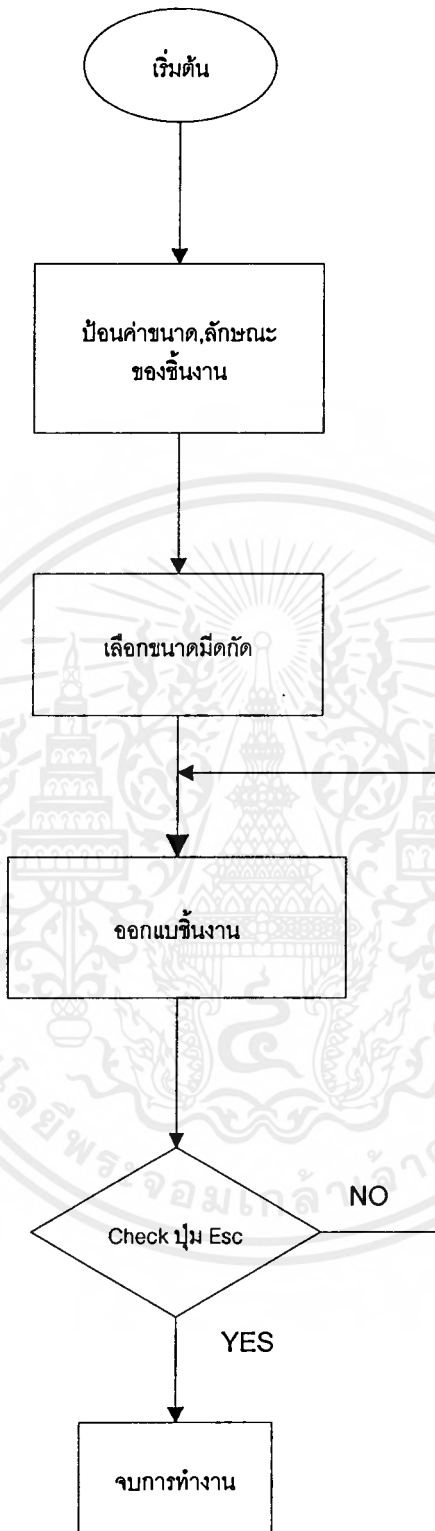 เริ่มต้น
ป้อนค่าขนาด,ลักษณะ
ของชิ้นงาน
เลือกขนาดมีดกัด
ออกแบชิ้นงาน
Check ปุ่ม Esc
NO
YES
จบการทำงาน